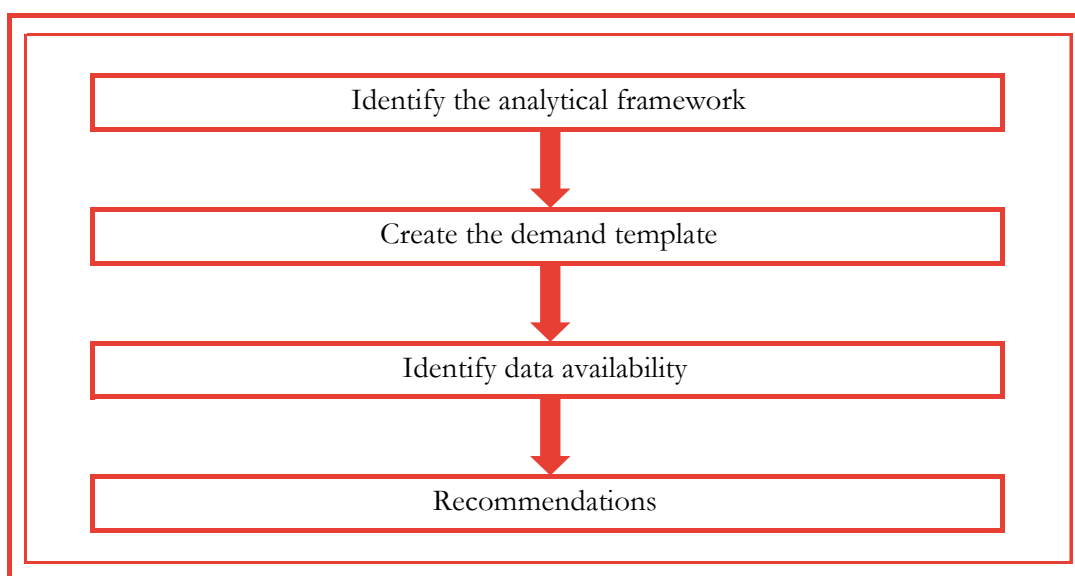 Identify the analytical framework
Create the demand template
Identify data availability
Recommendations